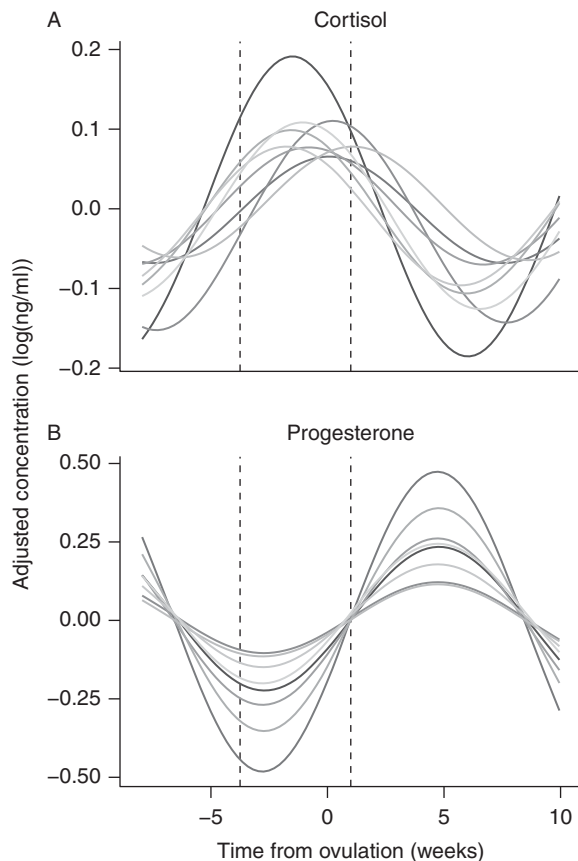 A
Cortisol
0.2
0.1
0.0
−0.1
−0.2
Adjusted concentration (log(ng/ml))
B
Progesterone
0.50
0.25
0.00
−0.25
−0.50
−5
0
5
10
Time from ovulation (weeks)